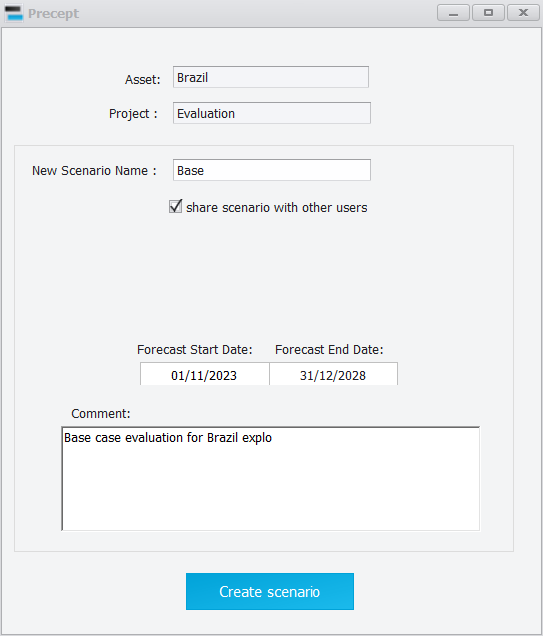 Precept
Asset: Brazil
Project : Evaluation
New Scenario Name : Base
share scenario with other users
Forecast Start Date: Forecast End Date:
01/11/2023 31/12/2028
Comment:
Base case evaluation for Brazil explo
Create scenario